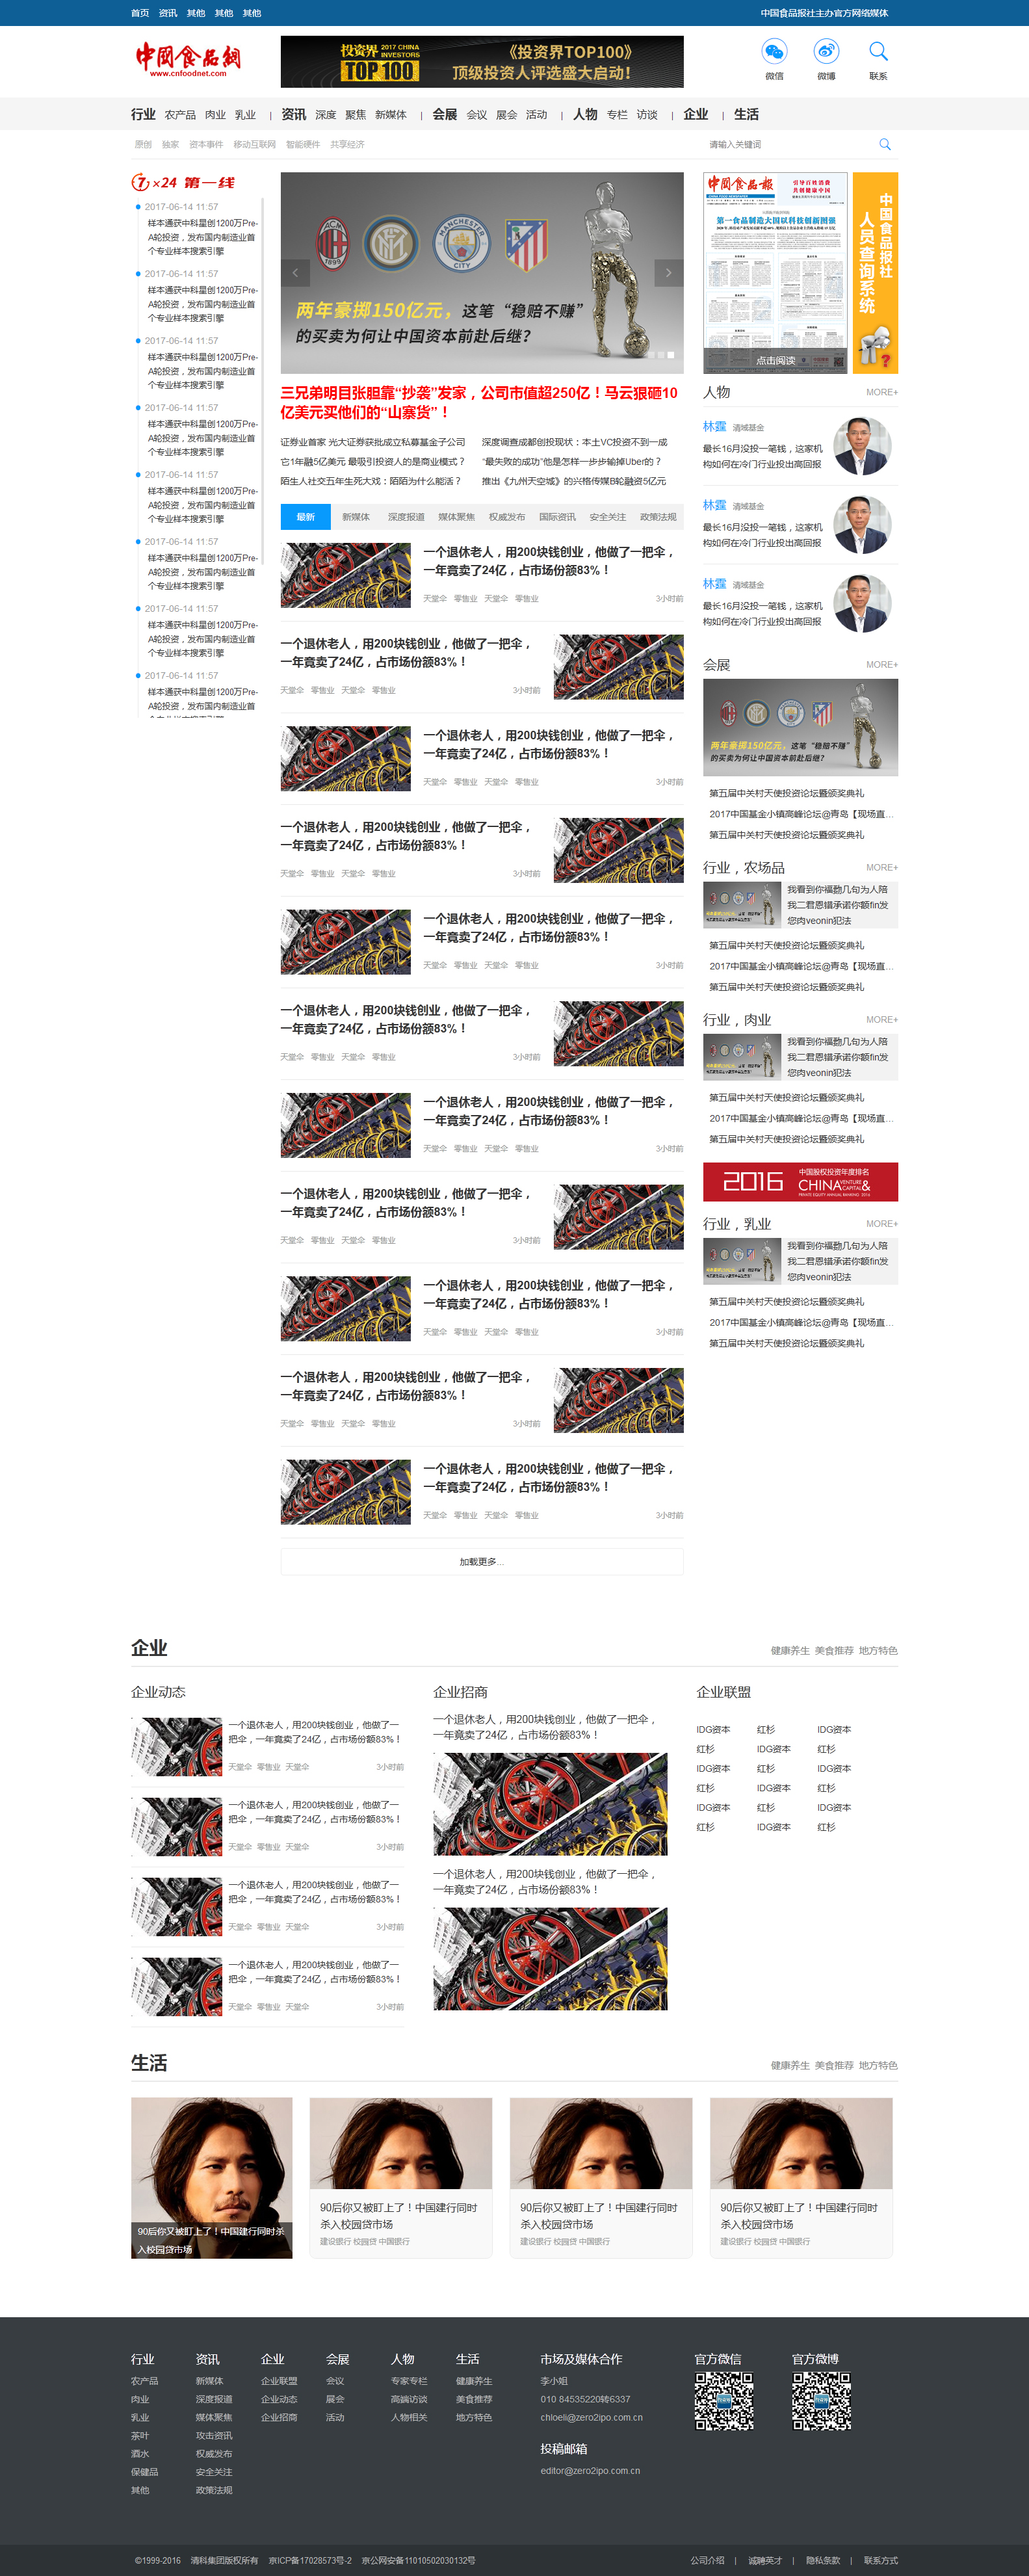 首页 资讯 其他 其他 其他
中国食品报社主办官方网络媒体
中国食品網
www.cnfoodnet.com
投资界 2017 CHINA INVESTORS TOP100
《投资界TOP100》
顶级投资人评选盛大启动！
微信 微博 联系
行业 农产品 肉业 乳业 | 资讯 深度 聚焦 新媒体 | 会展 会议 展会 活动 | 人物 专栏 访谈 | 企业 | 生活
原创 独家 资本事件 移动互联网 智能硬件 共享经济
请输入关键词
7×24 第一线
2017-06-14 11:57
样本通获中科星创1200万Pre-
A轮投资，发布国内制造业首
个专业样本搜索引擎
2017-06-14 11:57
样本通获中科星创1200万Pre-
A轮投资，发布国内制造业首
个专业样本搜索引擎
2017-06-14 11:57
样本通获中科星创1200万Pre-
A轮投资，发布国内制造业首
个专业样本搜索引擎
2017-06-14 11:57
样本通获中科星创1200万Pre-
A轮投资，发布国内制造业首
个专业样本搜索引擎
2017-06-14 11:57
样本通获中科星创1200万Pre-
A轮投资，发布国内制造业首
个专业样本搜索引擎
2017-06-14 11:57
样本通获中科星创1200万Pre-
A轮投资，发布国内制造业首
个专业样本搜索引擎
2017-06-14 11:57
样本通获中科星创1200万Pre-
A轮投资，发布国内制造业首
个专业样本搜索引擎
2017-06-14 11:57
样本通获中科星创1200万Pre-
A轮投资，发布国内制造业首
两年豪掷150亿元，这笔“稳赔不赚”
的买卖为何让中国资本前赴后继？
三兄弟明目张胆靠“抄袭”发家，公司市值超250亿！马云狠砸10
亿美元买他们的“山寨货”！
证券业首家 光大证券获批成立私募基金子公司
深度调查成都创投现状：本土VC投资不到一成
它1年融5亿美元 最吸引投资人的是商业模式？
“最失败的成功”他是怎样一步步输掉Uber的？
陌生人社交五年生死大戏：陌陌为什么能活？
推出《九州天空城》的兴格传媒B轮融资5亿元
最新 新媒体 深度报道 媒体聚焦 权威发布 国际资讯 安全关注 政策法规
一个退休老人，用200块钱创业，他做了一把伞，
一年竟卖了24亿，占市场份额83%！
天堂伞 零售业 天堂伞 零售业 3小时前
一个退休老人，用200块钱创业，他做了一把伞，
一年竟卖了24亿，占市场份额83%！
天堂伞 零售业 天堂伞 零售业 3小时前
一个退休老人，用200块钱创业，他做了一把伞，
一年竟卖了24亿，占市场份额83%！
天堂伞 零售业 天堂伞 零售业 3小时前
一个退休老人，用200块钱创业，他做了一把伞，
一年竟卖了24亿，占市场份额83%！
天堂伞 零售业 天堂伞 零售业 3小时前
一个退休老人，用200块钱创业，他做了一把伞，
一年竟卖了24亿，占市场份额83%！
天堂伞 零售业 天堂伞 零售业 3小时前
一个退休老人，用200块钱创业，他做了一把伞，
一年竟卖了24亿，占市场份额83%！
天堂伞 零售业 天堂伞 零售业 3小时前
一个退休老人，用200块钱创业，他做了一把伞，
一年竟卖了24亿，占市场份额83%！
天堂伞 零售业 天堂伞 零售业 3小时前
一个退休老人，用200块钱创业，他做了一把伞，
一年竟卖了24亿，占市场份额83%！
天堂伞 零售业 天堂伞 零售业 3小时前
一个退休老人，用200块钱创业，他做了一把伞，
一年竟卖了24亿，占市场份额83%！
天堂伞 零售业 天堂伞 零售业 3小时前
一个退休老人，用200块钱创业，他做了一把伞，
一年竟卖了24亿，占市场份额83%！
天堂伞 零售业 天堂伞 零售业 3小时前
一个退休老人，用200块钱创业，他做了一把伞，
一年竟卖了24亿，占市场份额83%！
天堂伞 零售业 天堂伞 零售业 3小时前
加载更多...
中国食品報
引导百姓消费
共创健康中国
第一食品制造大国以科技创新图强
点击阅读
中国食品报社
人员查询系统
人物 MORE+
林霆 清域基金
最长16月没投一笔钱，这家机
构如何在冷门行业投出高回报
林霆 清域基金
最长16月没投一笔钱，这家机
构如何在冷门行业投出高回报
林霆 清域基金
最长16月没投一笔钱，这家机
构如何在冷门行业投出高回报
会展 MORE+
两年豪掷150亿元，这笔“稳赔不赚”
的买卖为何让中国资本前赴后继？
第五届中关村天使投资论坛暨颁奖典礼
2017中国基金小镇高峰论坛@青岛【现场直...
第五届中关村天使投资论坛暨颁奖典礼
行业，农场品 MORE+
我看到你福翻几句为人陪
我二君恩错承诺你额fin发
您肉veonin犯法
第五届中关村天使投资论坛暨颁奖典礼
2017中国基金小镇高峰论坛@青岛【现场直...
第五届中关村天使投资论坛暨颁奖典礼
行业，肉业 MORE+
我看到你福翻几句为人陪
我二君恩错承诺你额fin发
您肉veonin犯法
第五届中关村天使投资论坛暨颁奖典礼
2017中国基金小镇高峰论坛@青岛【现场直...
第五届中关村天使投资论坛暨颁奖典礼
2016 中国股权投资年度排名
CHINA VENTURE CAPITAL&
PRIVATE EQUITY ANNUAL RANKING 2016
行业，乳业 MORE+
我看到你福翻几句为人陪
我二君恩错承诺你额fin发
您肉veonin犯法
第五届中关村天使投资论坛暨颁奖典礼
2017中国基金小镇高峰论坛@青岛【现场直...
第五届中关村天使投资论坛暨颁奖典礼
企业
健康养生 美食推荐 地方特色
企业动态
一个退休老人，用200块钱创业，他做了一
把伞，一年竟卖了24亿，占市场份额83%！
天堂伞 零售业 天堂伞 3小时前
一个退休老人，用200块钱创业，他做了一
把伞，一年竟卖了24亿，占市场份额83%！
天堂伞 零售业 天堂伞 3小时前
一个退休老人，用200块钱创业，他做了一
把伞，一年竟卖了24亿，占市场份额83%！
天堂伞 零售业 天堂伞 3小时前
一个退休老人，用200块钱创业，他做了一
把伞，一年竟卖了24亿，占市场份额83%！
天堂伞 零售业 天堂伞 3小时前
企业招商
一个退休老人，用200块钱创业，他做了一把伞，
一年竟卖了24亿，占市场份额83%！
一个退休老人，用200块钱创业，他做了一把伞，
一年竟卖了24亿，占市场份额83%！
企业联盟
IDG资本 红杉 IDG资本
红杉 IDG资本 红杉
IDG资本 红杉 IDG资本
红杉 IDG资本 红杉
IDG资本 红杉 IDG资本
红杉 IDG资本 红杉
生活
健康养生 美食推荐 地方特色
90后你又被盯上了！中国建行同时杀
入校园贷市场
90后你又被盯上了！中国建行同时
杀入校园贷市场
建设银行 校园贷 中国银行
90后你又被盯上了！中国建行同时
杀入校园贷市场
建设银行 校园贷 中国银行
90后你又被盯上了！中国建行同时
杀入校园贷市场
建设银行 校园贷 中国银行
行业
农产品
肉业
乳业
茶叶
酒水
保健品
其他
资讯
新媒体
深度报道
媒体聚焦
攻击资讯
权威发布
安全关注
政策法规
企业
企业联盟
企业动态
企业招商
会展
会议
展会
活动
人物
专家专栏
高端访谈
人物相关
生活
健康养生
美食推荐
地方特色
市场及媒体合作
李小姐
010 84535220转6337
chloeli@zero2ipo.com.cn
投稿邮箱
editor@zero2ipo.com.cn
官方微信
官方微博
©1999-2016 清科集团版权所有 京ICP备17028573号-2 京公网安备11010502030132号
公司介绍 | 诚聘英才 | 隐私条款 | 联系方式